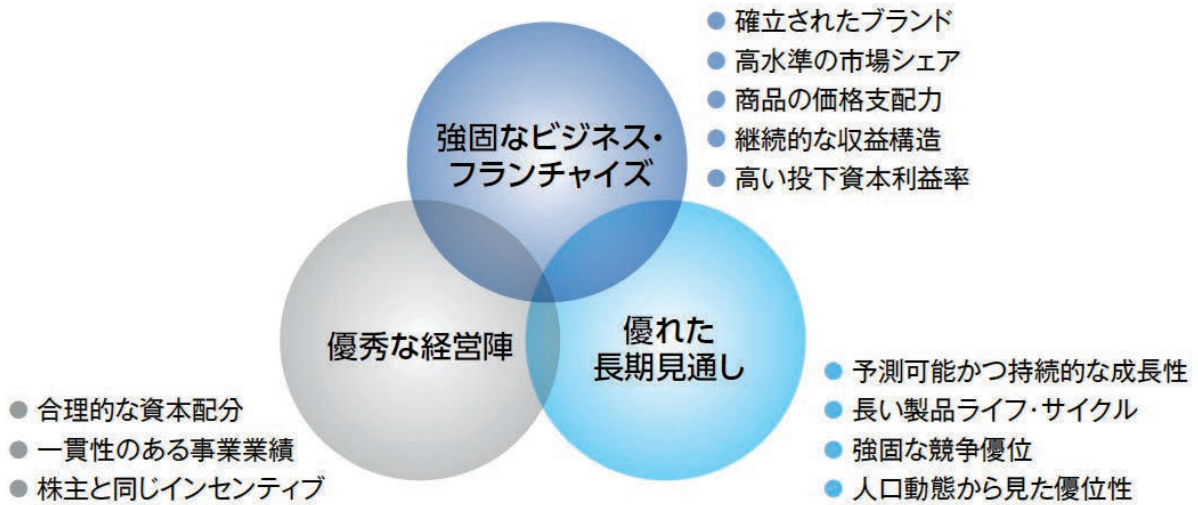 強固なビジネス・
フランチャイズ
● 確立されたブランド
● 高水準の市場シェア
● 商品の価格支配力
● 継続的な収益構造
● 高い投下資本利益率
優秀な経営陣
● 合理的な資本配分
● 一貫性のある事業業績
● 株主と同じインセンティブ
優れた
長期見通し
● 予測可能かつ持続的な成長性
● 長い製品ライフ・サイクル
● 強固な競争優位
● 人口動態から見た優位性